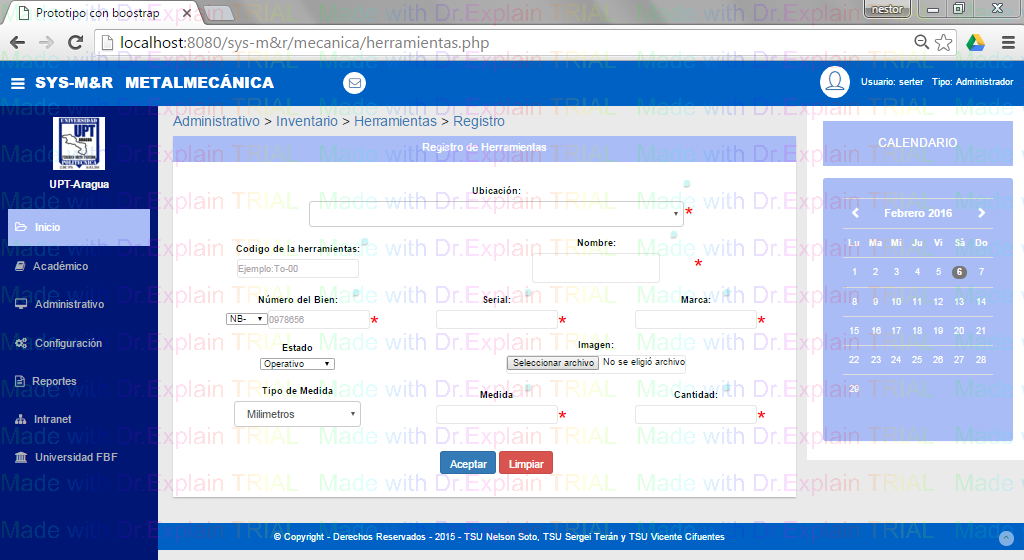 Prototipo con boostrap
nestor
localhost:8080/sys-m&r/mecanica/herramientas.php
SYS-M&R METALMECÁNICA
Usuario: serter Tipo: Administrador
UNIVERSIDAD
UPT
ARAGUA
POLITECNICA
UPT-Aragua
Inicio
Académico
Administrativo
Configuración
Reportes
Intranet
Universidad FBF
Administrativo > Inventario > Herramientas > Registro
Registro de Herramientas
Ubicación:
*
Codigo de la herramientas:
Nombre:
Ejemplo:To-00
*
Número del Bien:
Serial:
Marca:
NB-
0978656
*
*
*
Estado
Imagen:
Operativo
Seleccionar archivo No se eligió archivo
Tipo de Medida
Medida
Cantidad:
Milimetros
*
*
Aceptar
Limpiar
CALENDARIO
Febrero 2016
Lu Ma Mi Ju Vi Sá Do
1 2 3 4 5 6 7
8 9 10 11 12 13 14
15 16 17 18 19 20 21
22 23 24 25 26 27 28
29
© Copyright - Derechos Reservados - 2015 - TSU Nelson Soto, TSU Sergei Terán y TSU Vicente Cifuentes
Made with Dr.Explain TRIAL